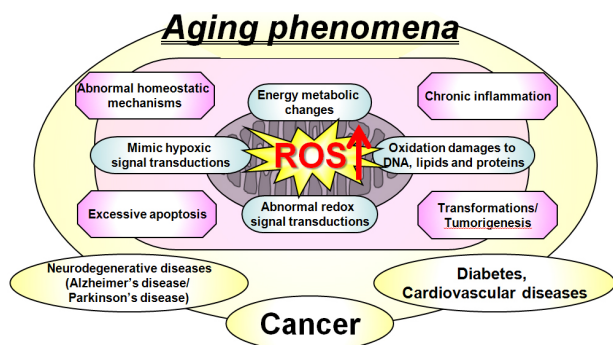 Aging phenomena
Abnormal homeostatic
mechanisms
Energy metabolic
changes
Chronic inflammation
Mimic hypoxic
signal transductions
ROS
Oxidation damages to
DNA, lipids and proteins
Excessive apoptosis
Abnormal redox
signal transductions
Transformations/
Tumorigenesis
Neurodegenerative diseases
(Alzheimer's disease/
Parkinson's disease)
Cancer
Diabetes,
Cardiovascular diseases